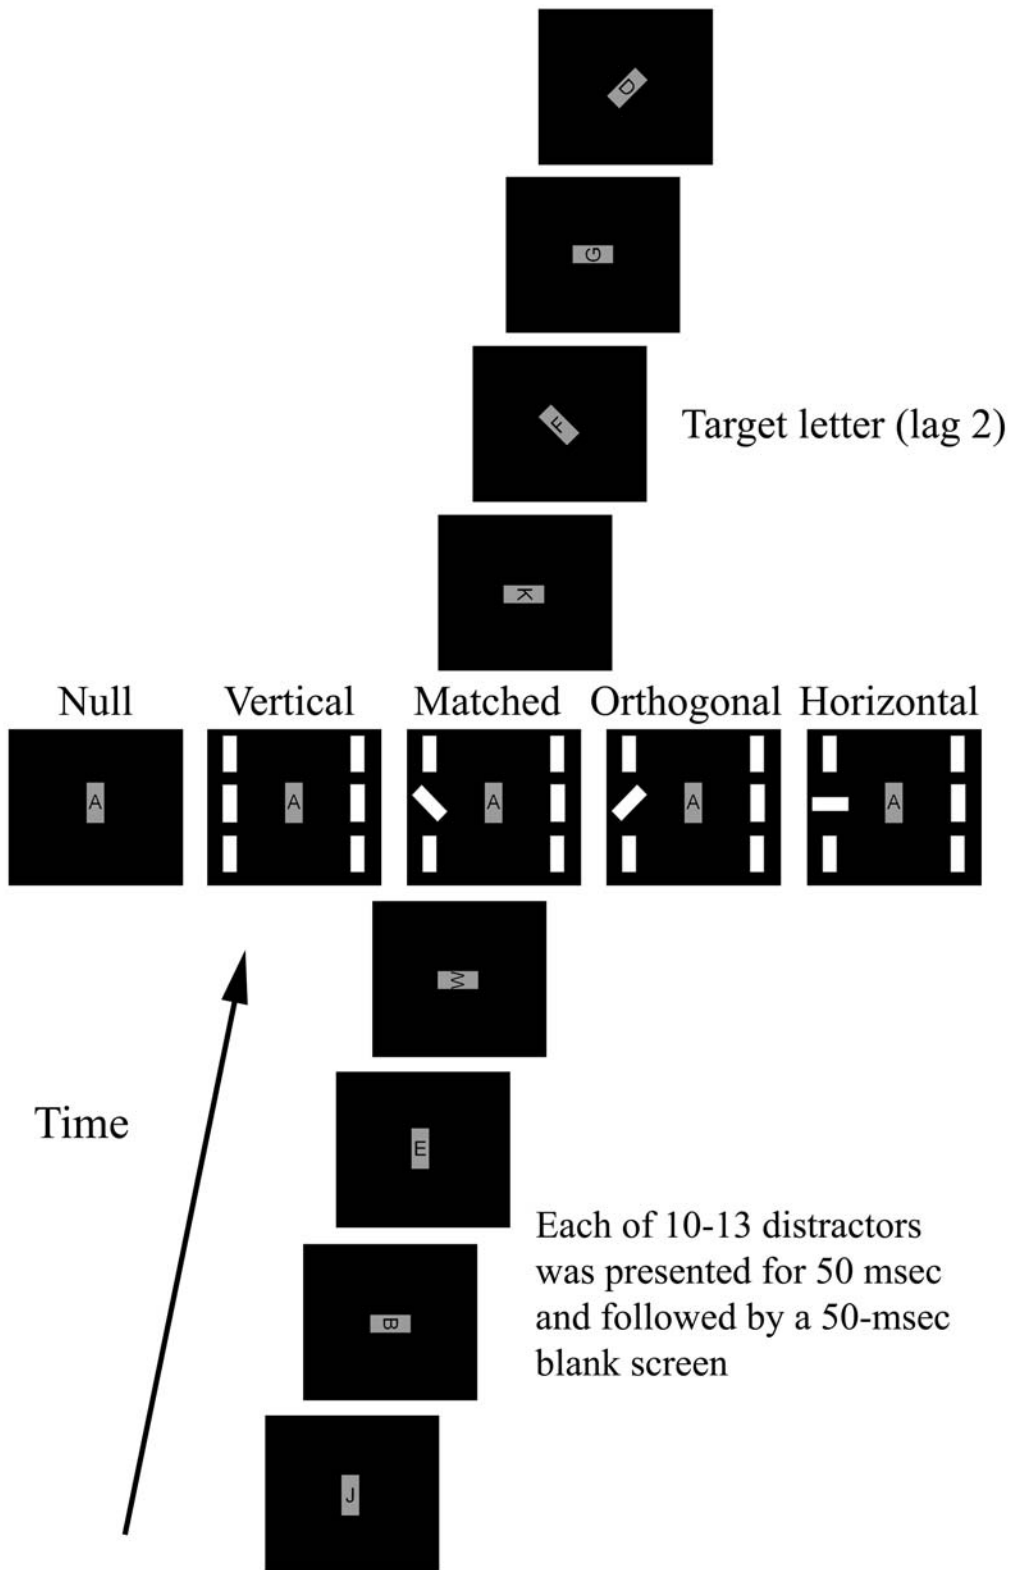 D
G
F
Target letter (lag 2)
K
Null Vertical Matched Orthogonal Horizontal
A A A A A
W
Time
E
Each of 10-13 distractors
was presented for 50 msec
and followed by a 50-msec
blank screen
B
J